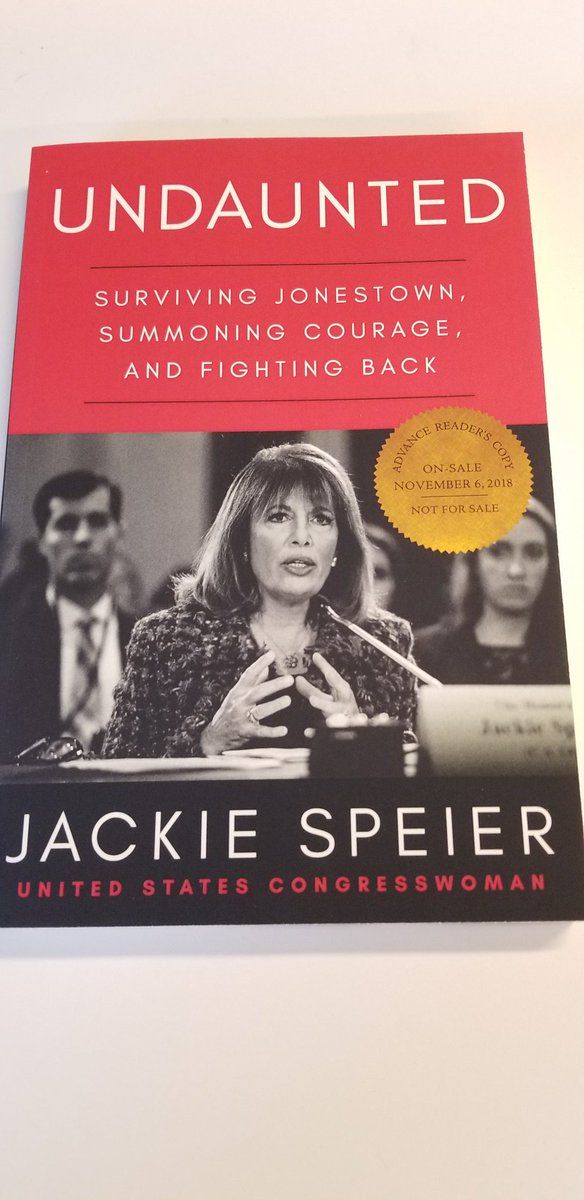 UNDAUNTED
SURVIVING JONESTOWN,
SUMMONING COURAGE,
AND FIGHTING BACK
ADVANCE READER'S COPY
ON-SALE
NOVEMBER 6, 2018
NOT FOR SALE
JACKIE SPEIER
UNITED STATES CONGRESSWOMAN